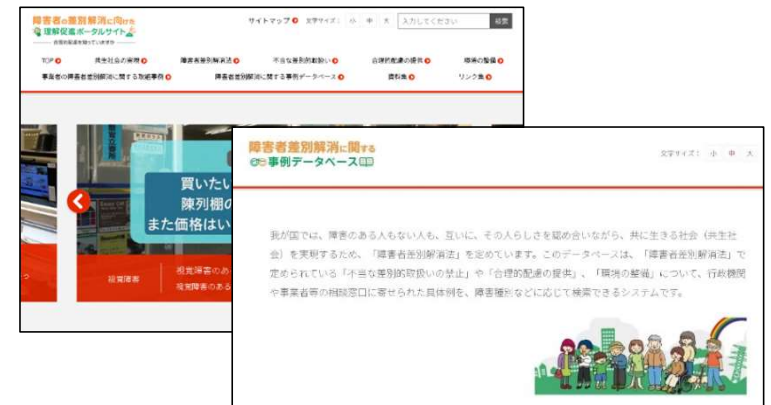 障害者の差別解消に向けた
理解促進ポータルサイト
サイトマップ 文字サイズ： 小 中 大 入力してください 検索
TOP 共生社会の実現 障害者差別解消法 不当な差別的取扱い 合理的配慮の提供 環境の整備
事業者の障害者差別解消に関する取組事例 障害者差別解消に関する事例データベース 資料集 リンク集
買いたい
陳列棚の
また価格はい
視覚障害
視覚障害のあ
視覚障害のある
障害者差別解消に関する
事例データベース
文字サイズ： 小 中 大
我が国では、障害のある人もない人も、互いに、その人らしさを認め合いながら、共に生きる社会（共生社
会）を実現するため、「障害者差別解消法」を定めています。このデータベースは、「障害者差別解消法」で
定められている「不当な差別的取扱いの禁止」や「合理的配慮の提供」、「環境の整備」について、行政機関
や事業者等の相談窓口に寄せられた具体例を、障害種別などに応じて検索できるシステムです。